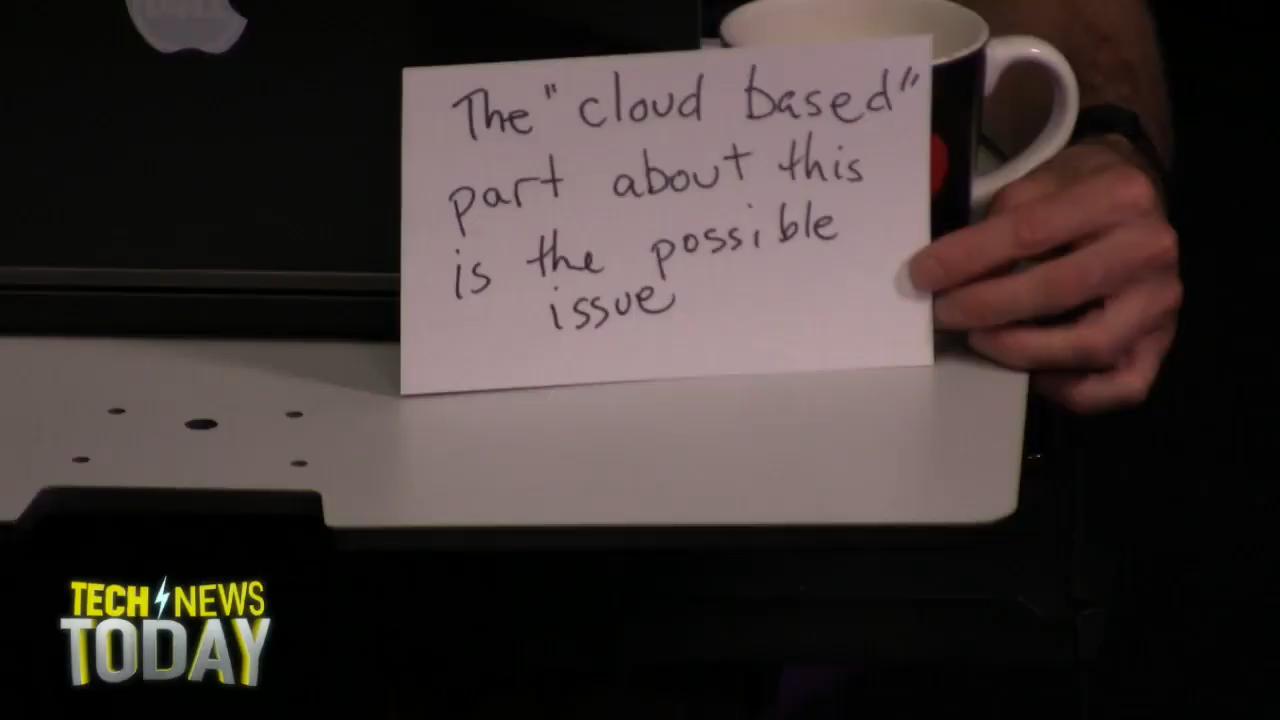 The "cloud based"
part about this
is the possible
issue
TECH NEWS
TODAY